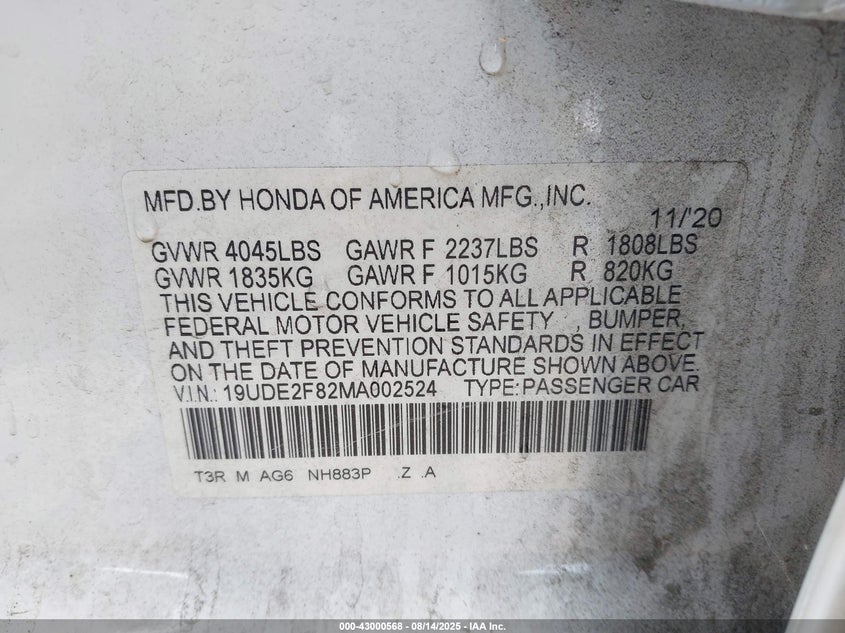 MFD.BY HONDA OF AMERICA MFG.,INC.
11/'20
GVWR 4045LBS GAWR F 2237LBS R 1808LBS
GVWR 1835KG GAWR F 1015KG R 820KG
THIS VEHICLE CONFORMS TO ALL APPLICABLE
FEDERAL MOTOR VEHICLE SAFETY , BUMPER,
AND THEFT PREVENTION STANDARDS IN EFFECT
ON THE DATE OF MANUFACTURE SHOWN ABOVE.
V.I.N.: 19UDE2F82MA002524 TYPE:PASSENGER CAR
T3R M AG6 NH883P .Z .A
000-43000568 - 08/14/2025 - IAA Inc.